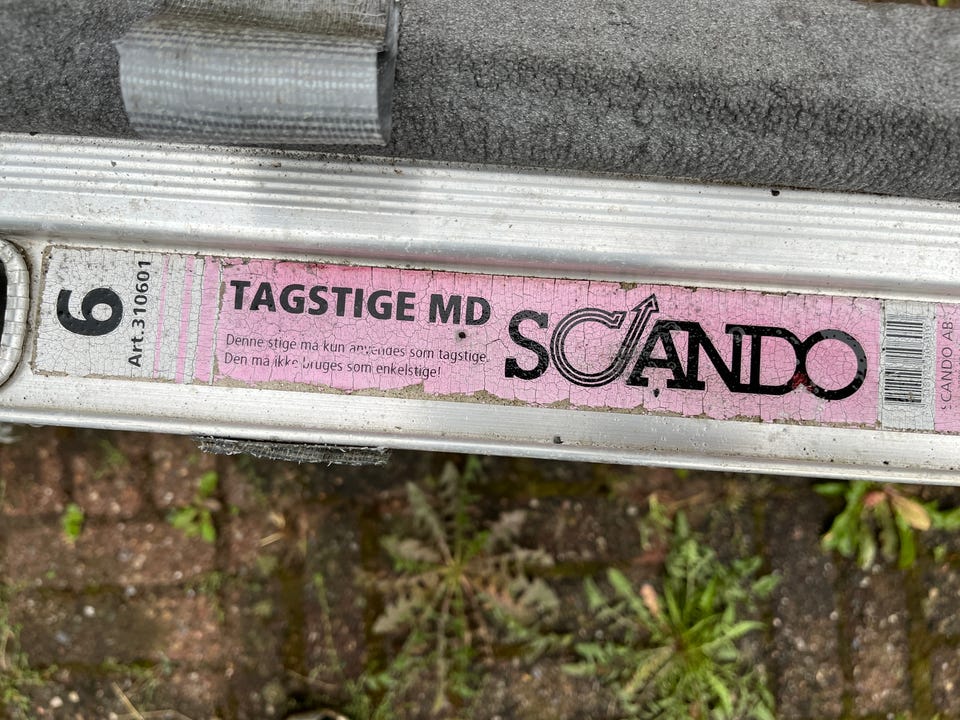 6
Art.310601
TAGSTIGE MD
Denne stige må kun anvendes som tagstige.
Den må ikke bruges som enkelstige!
SCANDO
SCANDO AB